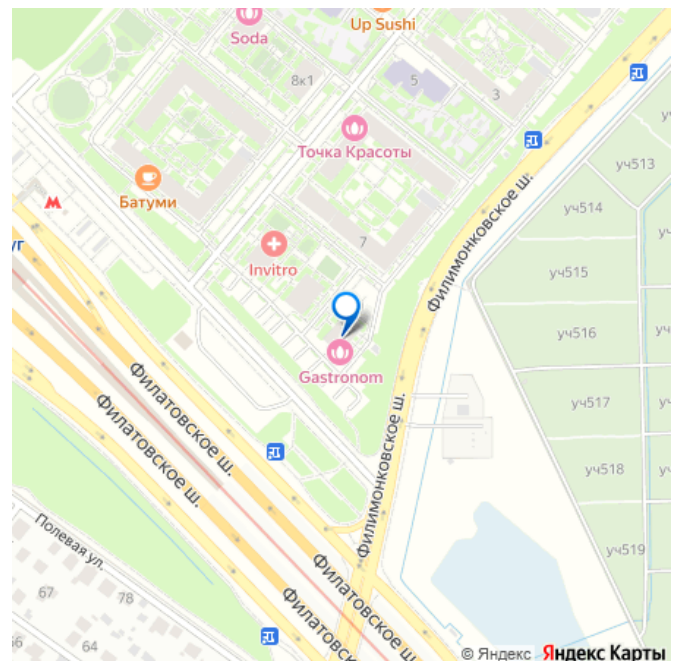 Up Sushi
Soda
8к1
5
3
Точка Красоты
уч513
Батуми
уч514
М
7
Филимонковское ш.
Invitro
уч515
уч516
Gastronom
Филатовское ш.
уч517
Филатовское ш.
Филимонковское ш.
уч518
Полевая ул.
уч519
67
78
64
Филатовское
© Яндекс Яндекс Карты